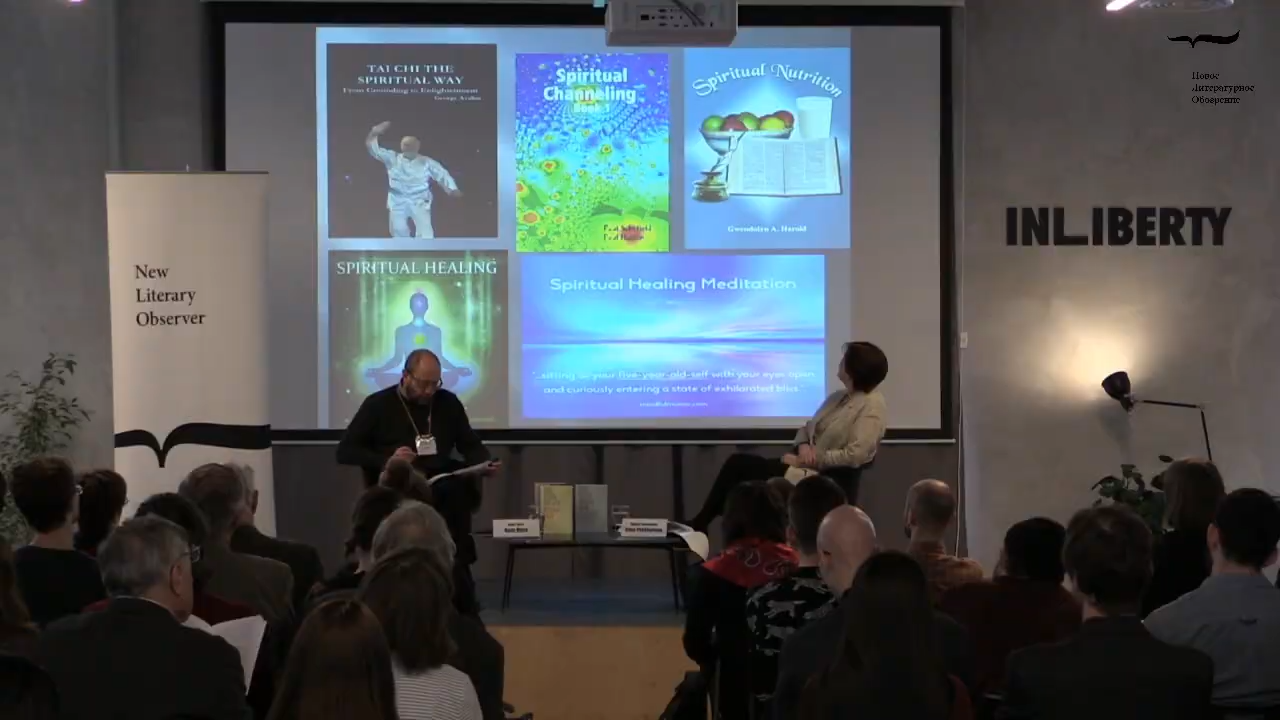 TAI CHI THE
SPIRITUAL WAY
From Grounding to Enlightenment
Spiritual
Channeling
Book 1
Spiritual Nutrition
Gwendolyn A. Harold
SPIRITUAL HEALING
Spiritual Healing Meditation
"...sitting as your five-year-old-self with your eyes open
and curiously entering a state of exhilarated bliss"
New
Literary
Observer
INLIBERTY
Новое
Литературное
Обозрение